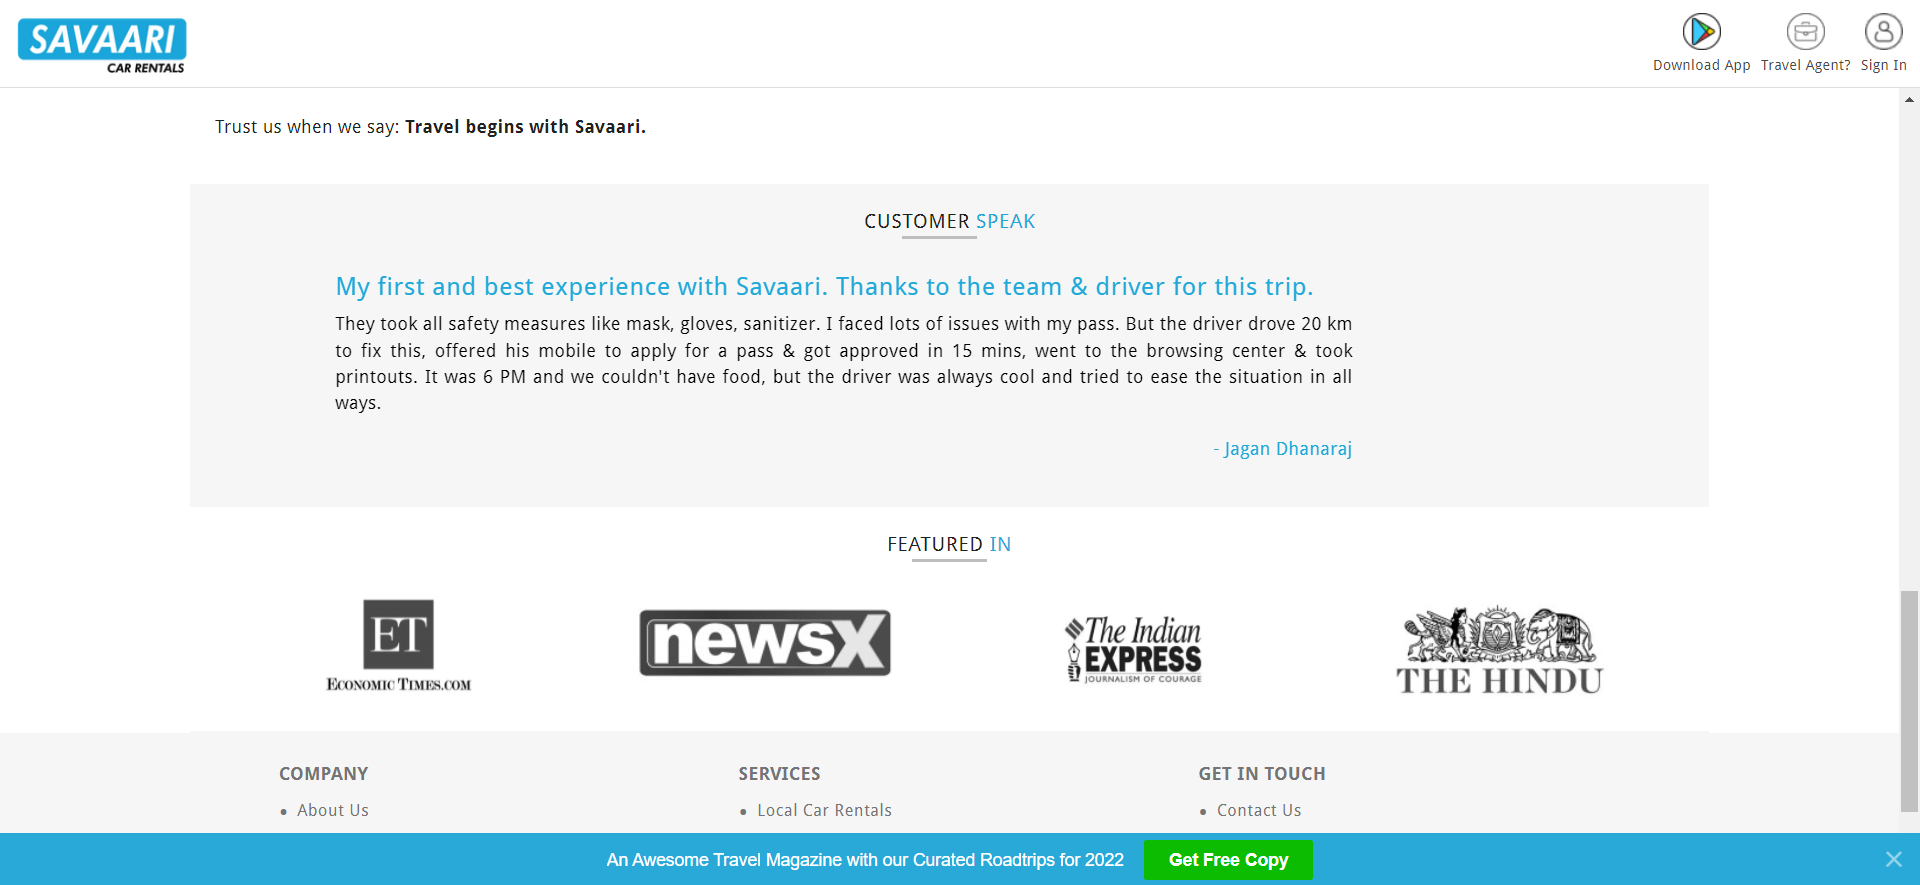 SAVAARI
CAR RENTALS
Download App
Travel Agent?
Sign In
Trust us when we say: Travel begins with Savaari.
CUSTOMER SPEAK
My first and best experience with Savaari. Thanks to the team & driver for this trip.
They took all safety measures like mask, gloves, sanitizer. I faced lots of issues with my pass. But the driver drove 20 km
to fix this, offered his mobile to apply for a pass & got approved in 15 mins, went to the browsing center & took
printouts. It was 6 PM and we couldn't have food, but the driver was always cool and tried to ease the situation in all
ways.
- Jagan Dhanaraj
FEATURED IN
ET
ECONOMIC TIMES.COM
newsX
The Indian
EXPRESS
JOURNALISM OF COURAGE
THE HINDU
COMPANY
• About Us
SERVICES
• Local Car Rentals
GET IN TOUCH
• Contact Us
An Awesome Travel Magazine with our Curated Roadtrips for 2022
Get Free Copy